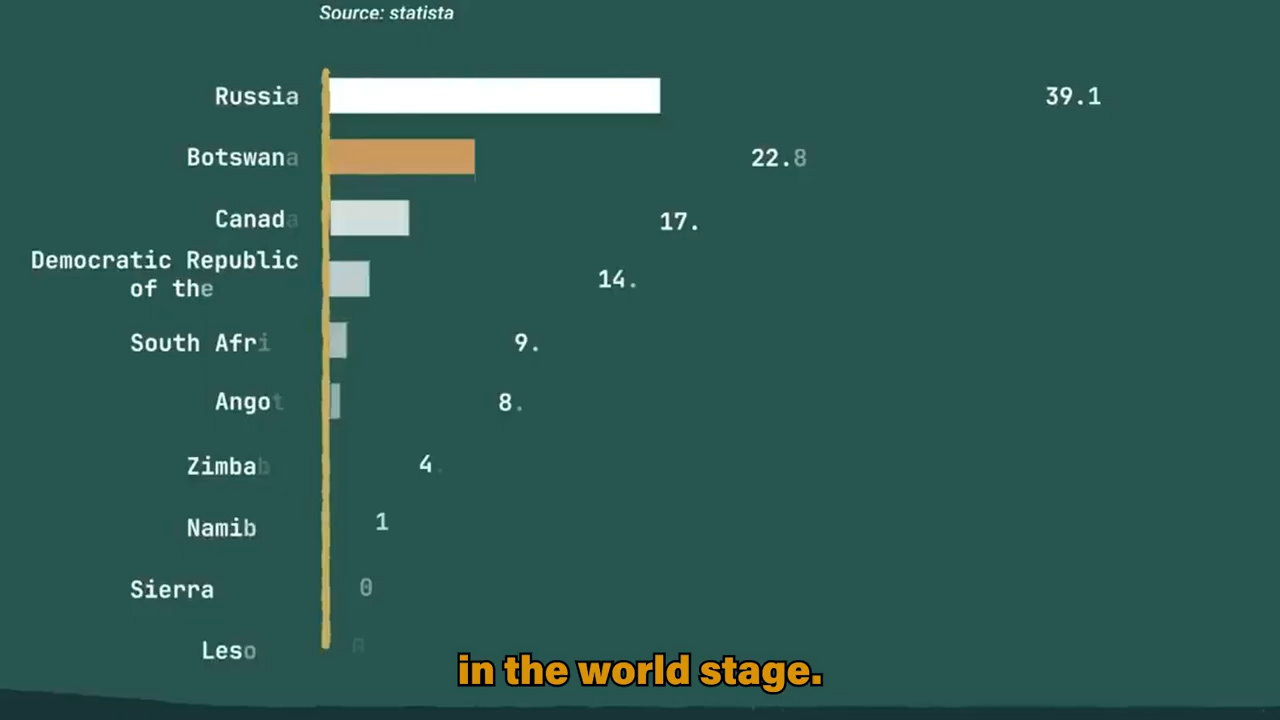 Source: statista
Russia 39.1
Botswana 22.8
Canada 17.
Democratic Republic
of the 14.
South Afri 9.
Ango 8.
Zimbab 4.
Namib 1
Sierra 0
Leso
in the world stage.